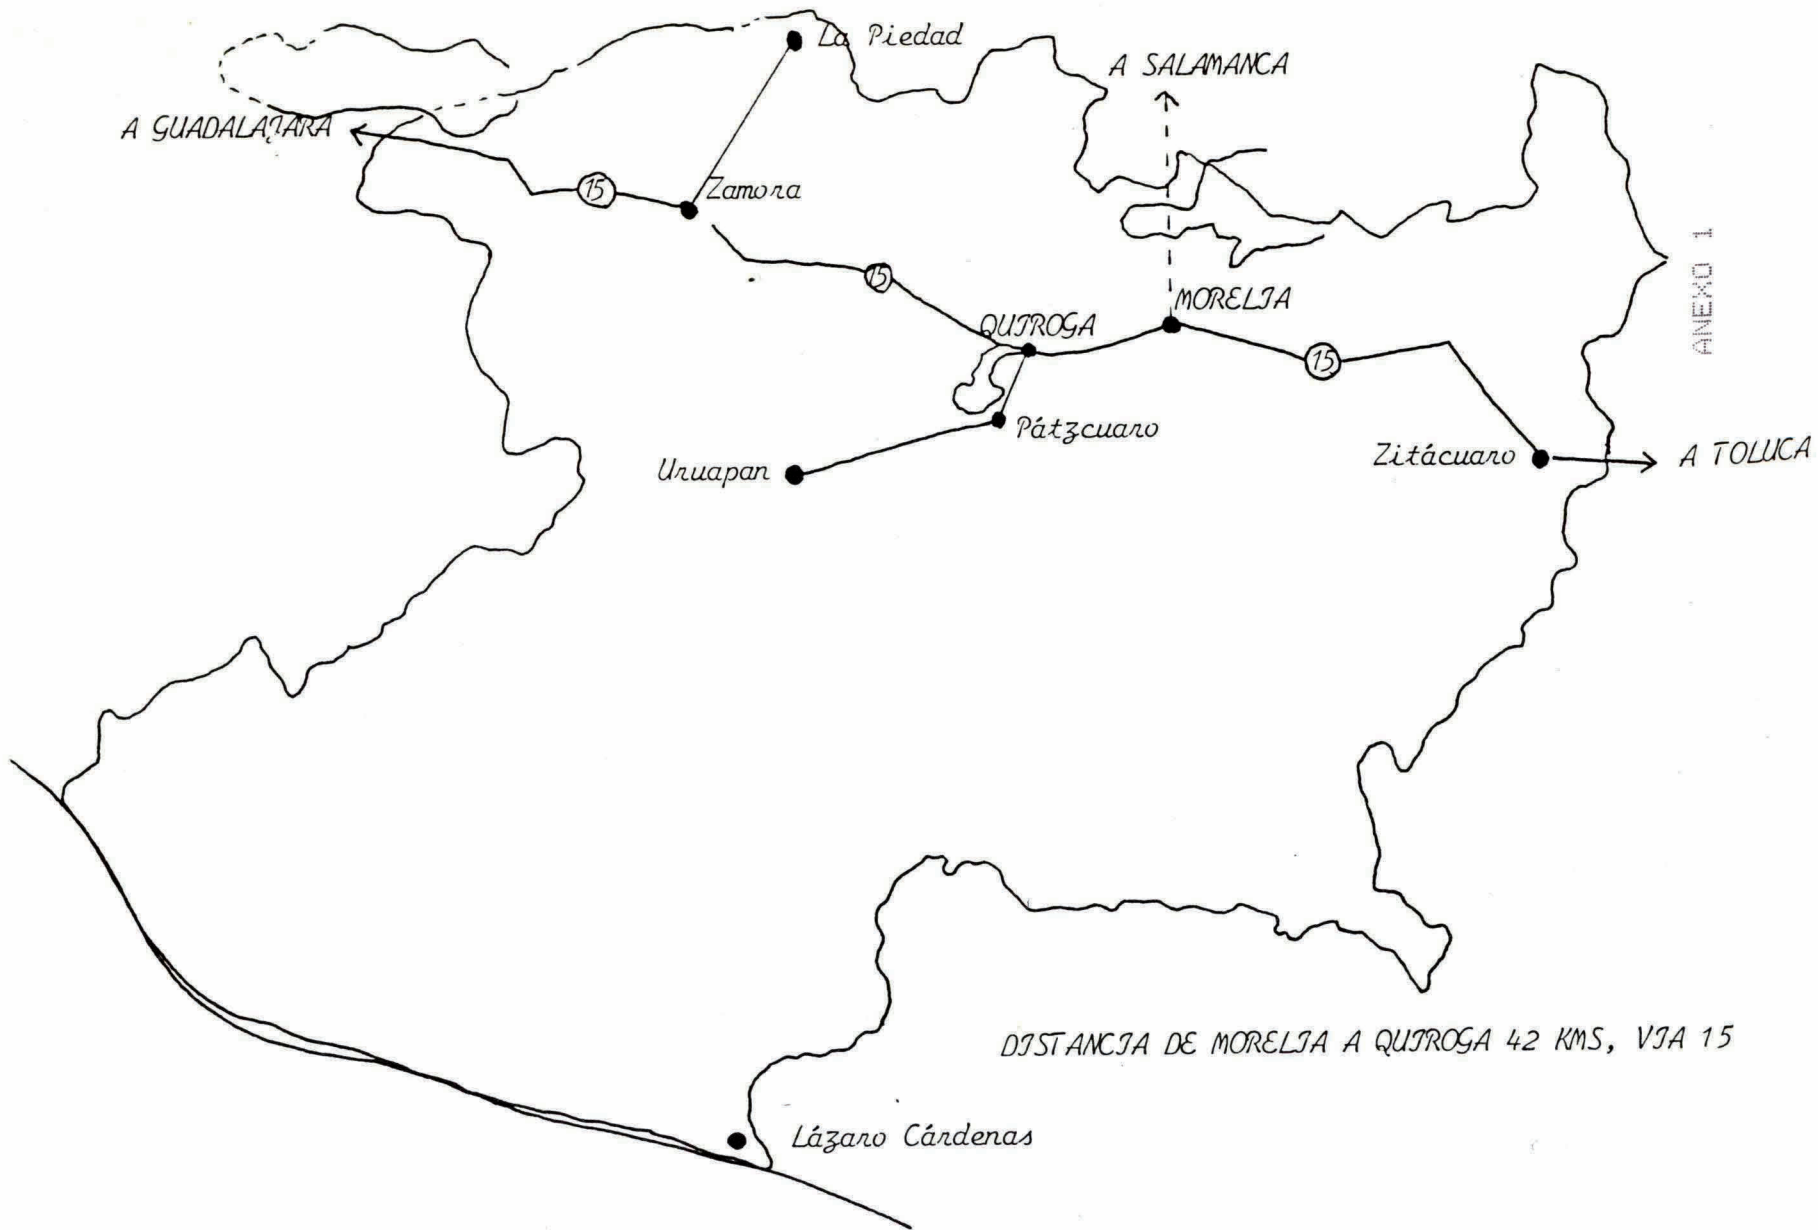 La Piedad
A SALAMANCA
A GUADALAJARA
15
Zamora
ANEXO 1
15
MORELIA
QUIROGA
15
Pátzcuaro
Uruapan
Zitácuaro
A TOLUCA
DISTANCIA DE MORELIA A QUIROGA 42 KMS, VIA 15
Lázaro Cárdenas